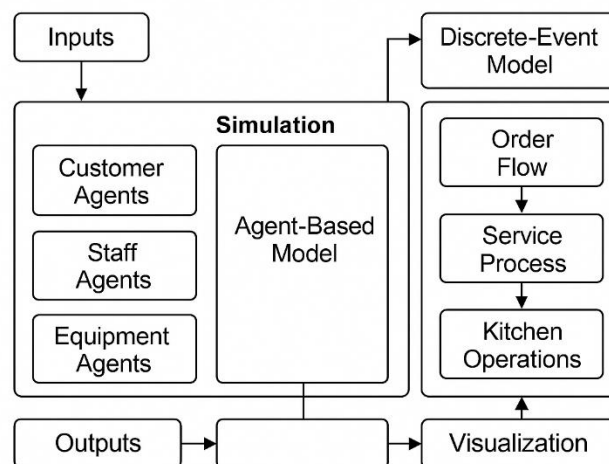 Inputs
Discrete-Event
Model
Simulation
Customer
Agents
Staff
Agents
Equipment
Agents
Agent-Based
Model
Order
Flow
Service
Process
Kitchen
Operations
Outputs
Visualization